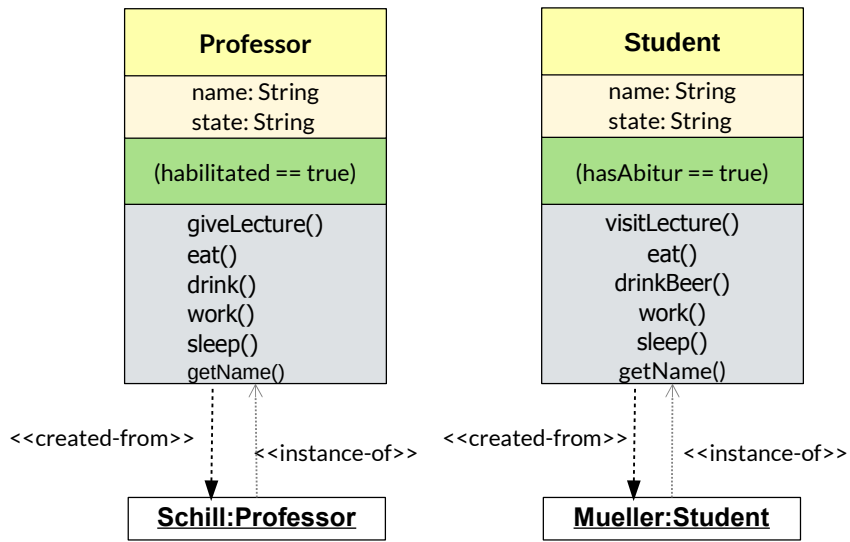 Professor
name: String
state: String
(habilitated == true)
giveLecture()
eat()
drink()
work()
sleep()
getName()
<<created-from>>
<<instance-of>>
Schill:Professor
Student
name: String
state: String
(hasAbitur == true)
visitLecture()
eat()
drinkBeer()
work()
sleep()
getName()
<<created-from>>
<<instance-of>>
Mueller:Student